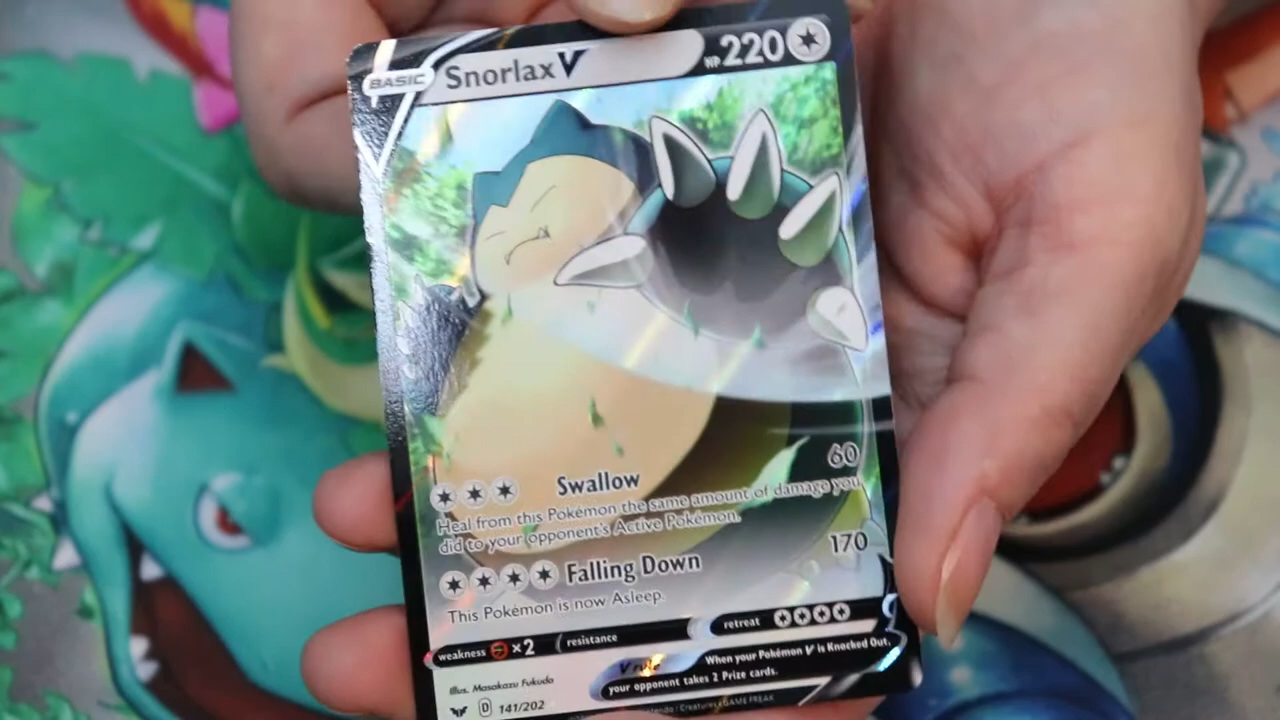 BASIC Snorlax V HP 220
Swallow 60
Heal from this Pokémon the same amount of damage you
did to your opponent's Active Pokémon.
Falling Down 170
This Pokémon is now Asleep.
weakness ×2 resistance retreat
V rule When your Pokémon V is Knocked Out,
your opponent takes 2 Prize cards.
Illus. Masakazu Fukuda
D 141/202 Creatures / GAME FREAK